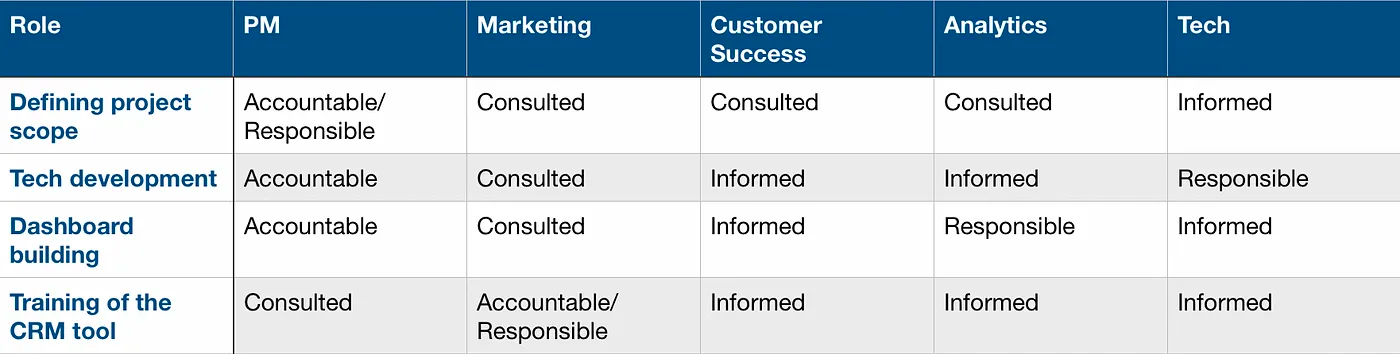 Role PM Marketing Customer Success Analytics Tech
Defining project scope Accountable/ Responsible Consulted Consulted Consulted Informed
Tech development Accountable Consulted Informed Informed Responsible
Dashboard building Accountable Consulted Informed Responsible Informed
Training of the CRM tool Consulted Accountable/ Responsible Informed Informed Informed